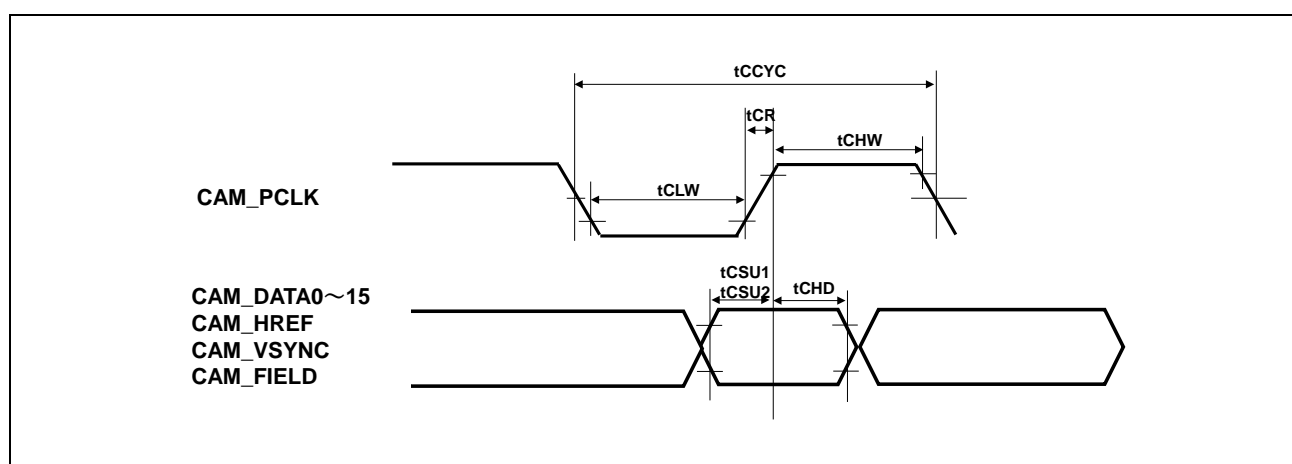 tCCYC
tCR
tCHW
CAM_PCLK
tCLW
tCSU1
tCSU2
tCHD
CAM_DATA0～15
CAM_HREF
CAM_VSYNC
CAM_FIELD